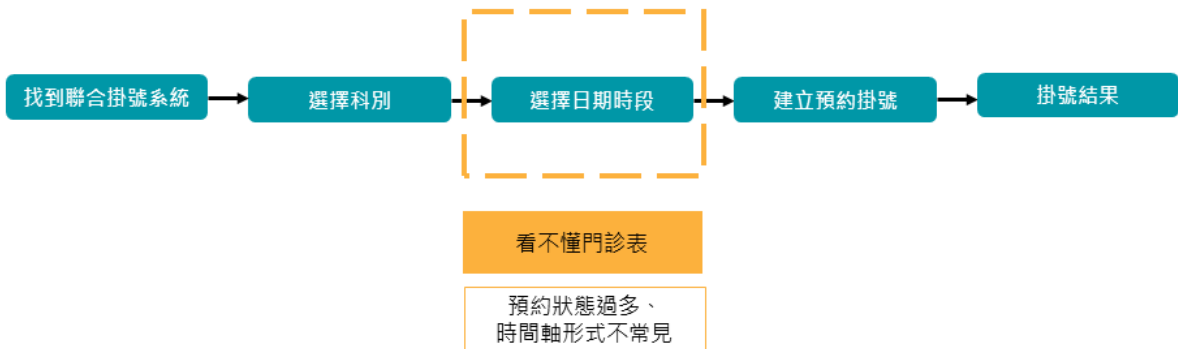 找到聯合掛號系統
選擇科別
選擇日期時段
建立預約掛號
掛號結果
看不懂門診表
預約狀態過多、
時間軸形式不常見